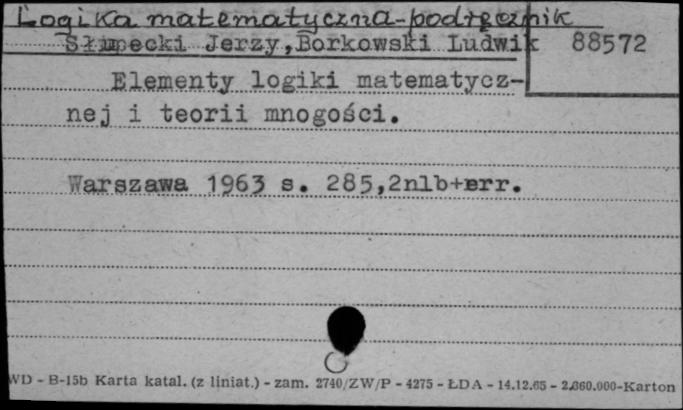 Logika matematyczna-podręcznik
Słupecki Jerzy,Borkowski Ludwik 88572
Elementy logiki matematycz-
nej i teorii mnogości.
Warszawa 1963 s. 285,2nlb+err.
WD - B-15b Karta katal. (z liniat.) - zam. 2740/ZW/P - 4275 - ŁDA - 14.12.65 - 2.860.000-Karton